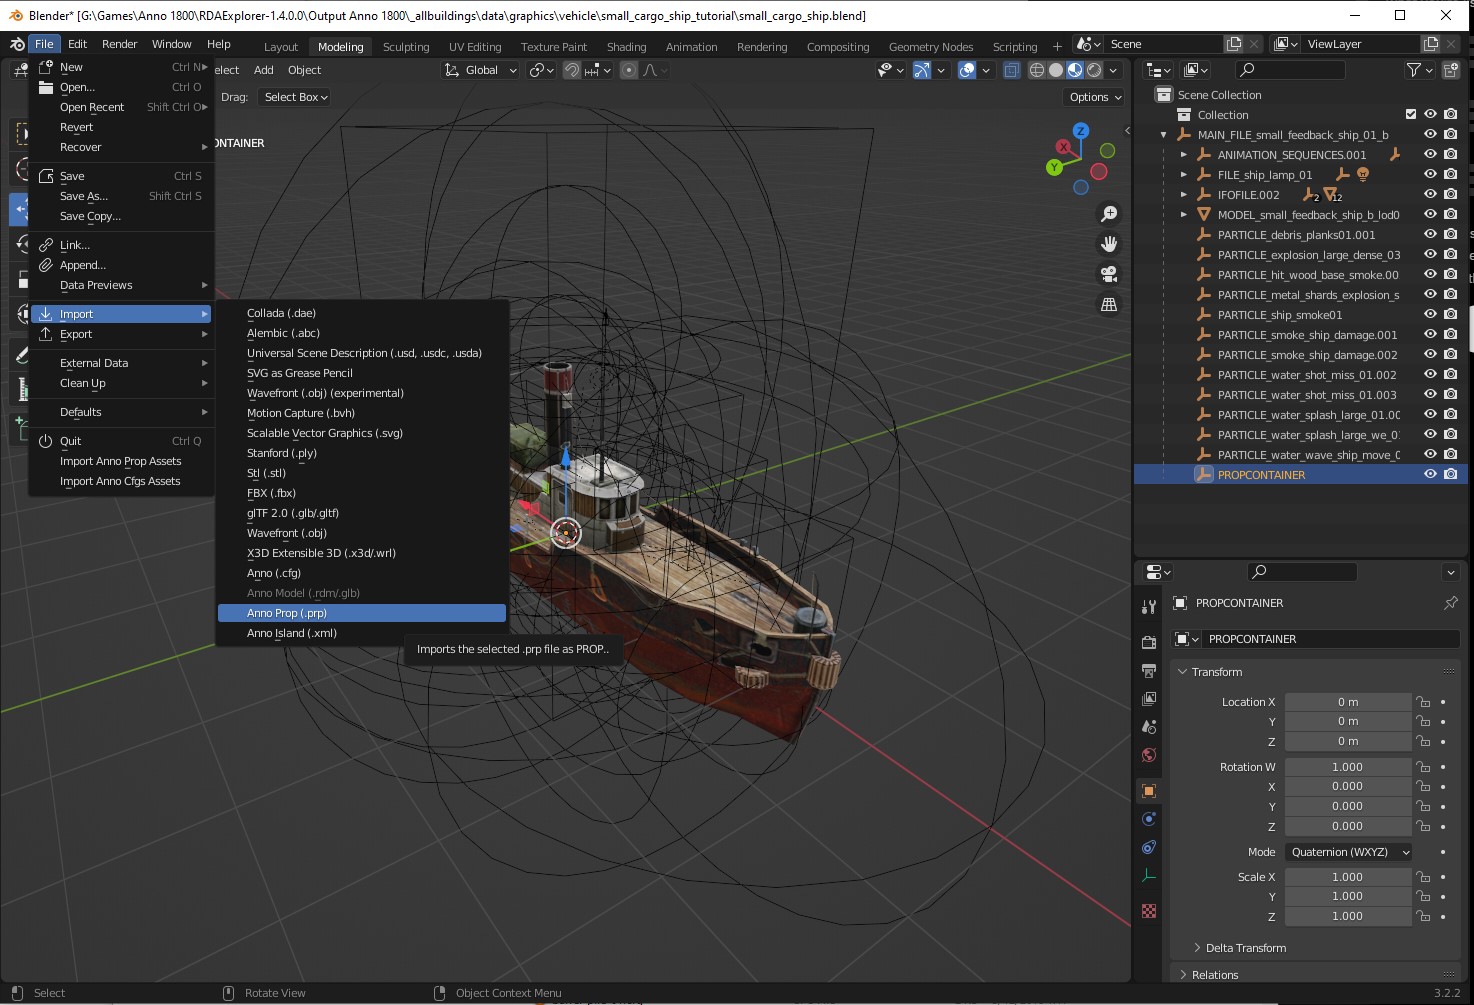 Blender* [G:\Games\Anno 1800\RDAExplorer-1.4.0.0\Output Anno 1800\_allbuildings\data\graphics\vehicle\small_cargo_ship_tutorial\small_cargo_ship.blend]
File Edit Render Window Help Layout Modeling Sculpting UV Editing Texture Paint Shading Animation Rendering Compositing Geometry Nodes Scripting Scene ViewLayer
elect Add Object Global
Drag: Select Box Options
ONTAINER
New Ctrl N
Open... Ctrl O
Open Recent Shift Ctrl O
Revert
Recover
Save Ctrl S
Save As... Shift Ctrl S
Save Copy...
Link...
Append...
Data Previews
Import
Export
External Data
Clean Up
Defaults
Quit Ctrl Q
Import Anno Prop Assets
Import Anno Cfgs Assets
Collada (.dae)
Alembic (.abc)
Universal Scene Description (.usd, .usdc, .usda)
SVG as Grease Pencil
Wavefront (.obj) (experimental)
Motion Capture (.bvh)
Scalable Vector Graphics (.svg)
Stanford (.ply)
Stl (.stl)
FBX (.fbx)
glTF 2.0 (.glb/.gltf)
Wavefront (.obj)
X3D Extensible 3D (.x3d/.wrl)
Anno (.cfg)
Anno Model (.rdm/.glb)
Anno Prop (.prp)
Anno Island (.xml)
Imports the selected .prp file as PROP..
Z
X
Y
Scene Collection
Collection
MAIN_FILE_small_feedback_ship_01_b
ANIMATION_SEQUENCES.001
FILE_ship_lamp_01
IFOFILE.002 2 12
MODEL_small_feedback_ship_b_lod0
PARTICLE_debris_planks01.001
PARTICLE_explosion_large_dense_03
PARTICLE_hit_wood_base_smoke.00
PARTICLE_metal_shards_explosion_s
PARTICLE_ship_smoke01
PARTICLE_smoke_ship_damage.001
PARTICLE_smoke_ship_damage.002
PARTICLE_water_shot_miss_01.002
PARTICLE_water_shot_miss_01.003
PARTICLE_water_splash_large_01.00
PARTICLE_water_splash_large_we_0
PARTICLE_water_wave_ship_move_0
PROPCONTAINER
PROPCONTAINER
PROPCONTAINER
Transform
Location X 0 m
Y 0 m
Z 0 m
Rotation W 1.000
X 0.000
Y 0.000
Z 0.000
Mode Quaternion (WXYZ)
Scale X 1.000
Y 1.000
Z 1.000
Delta Transform
Relations
Select Rotate View Object Context Menu 3.2.2